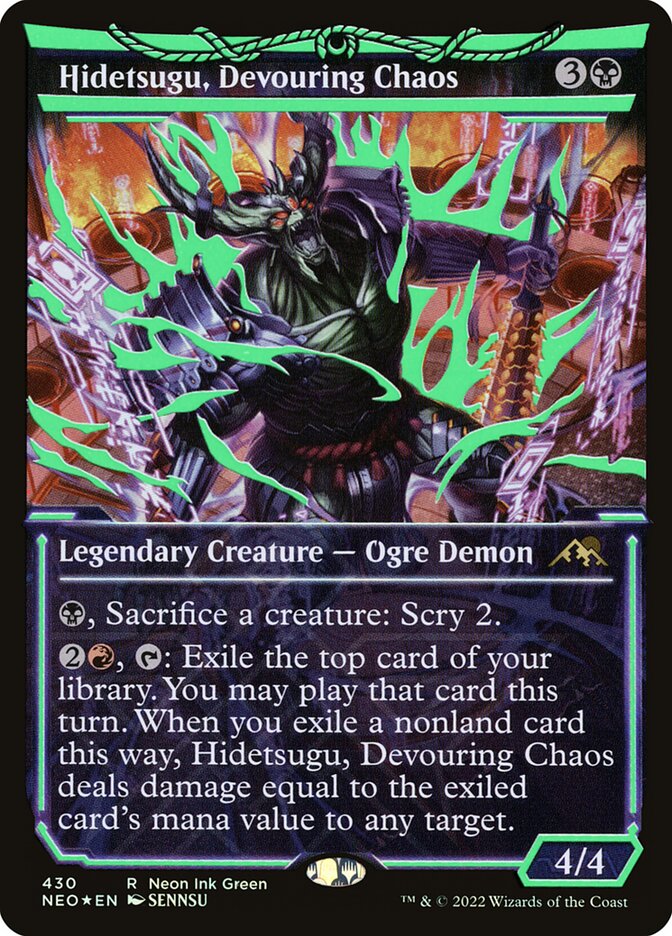 Hidetsugu, Devouring Chaos 3
Legendary Creature — Ogre Demon
, Sacrifice a creature: Scry 2.
2 , : Exile the top card of your
library. You may play that card this
turn. When you exile a nonland card
this way, Hidetsugu, Devouring Chaos
deals damage equal to the exiled
card's mana value to any target.
4/4
430 R Neon Ink Green
NEO★EN SENNSU
™ & © 2022 Wizards of the Coast